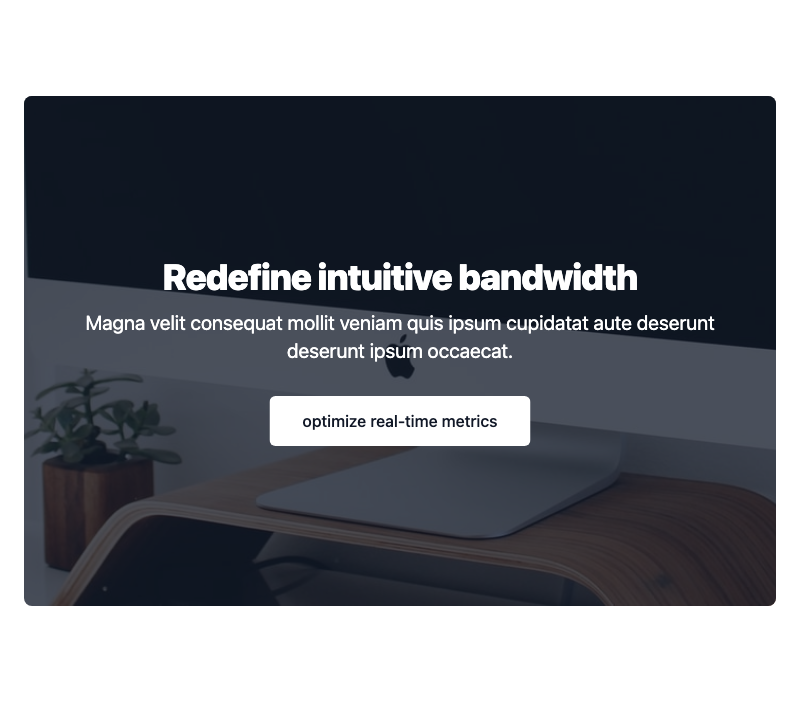 Redefine intuitive bandwidth
Magna velit consequat mollit veniam quis ipsum cupidatat aute deserunt
deserunt ipsum occaecat.
optimize real-time metrics